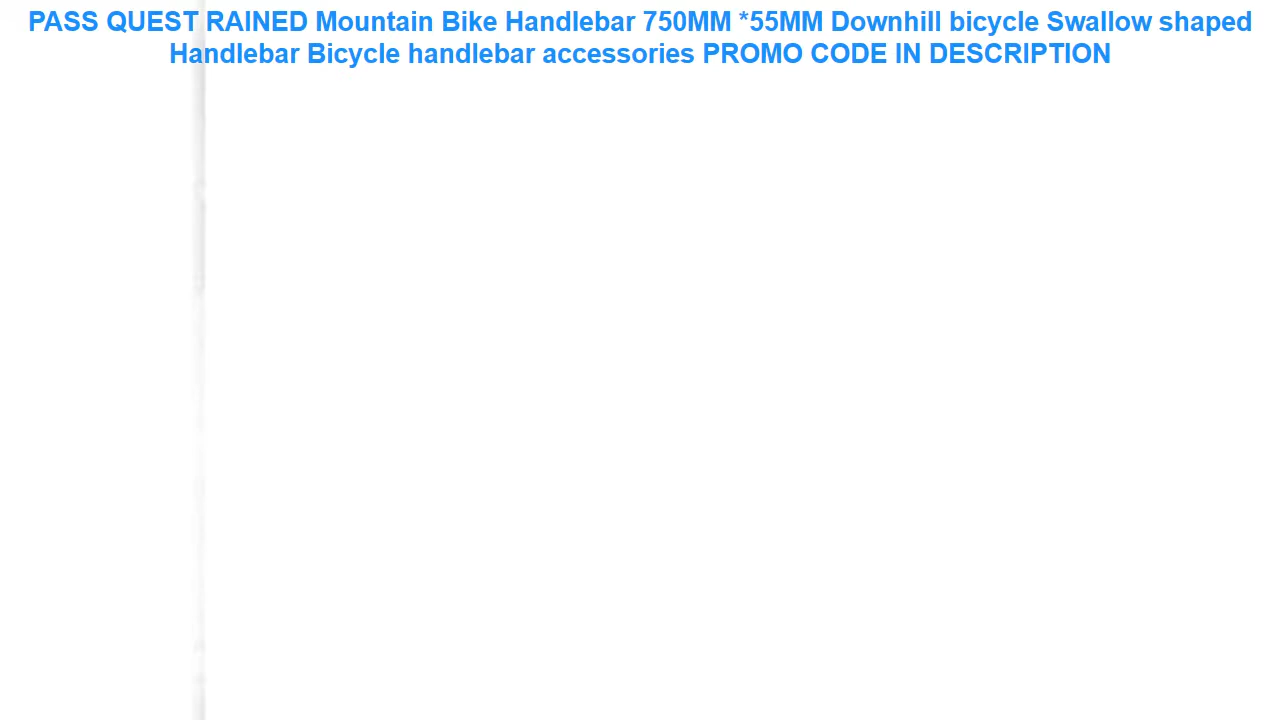 PASS QUEST RAINED Mountain Bike Handlebar 750MM *55MM Downhill bicycle Swallow shaped
Handlebar Bicycle handlebar accessories PROMO CODE IN DESCRIPTION